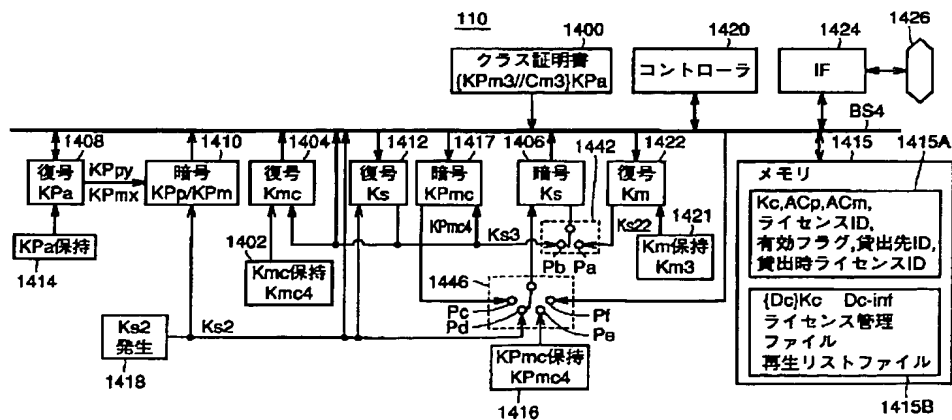 110
1400
クラス証明書
{KPm3//Cm3}KPa
1420
コントローラ
1424
IF
1426
BS4
1408
復号
KPa
KPpy
KPmx
1410
暗号
KPp/KPm
1404
復号
Kmc
1412
復号
Ks
1417
暗号
KPmc
1406
暗号
Ks
1442
1422
復号
Km
1415
1415A
メモリ
Kc,ACp,ACm,
ライセンスID,
有効フラグ,貸出先ID,
貸出時ライセンスID
KPa保持
1414
1402
Kmc保持
Kmc4
KPmc4
Ks3
Pb
Pa
Ks22
1421
Km保持
Km3
1446
Pc
Pd
Pf
Pe
Ks2
発生
1418
Ks2
KPmc保持
KPmc4
1416
{Dc}Kc Dc-inf
ライセンス管理
ファイル
再生リストファイル
1415B